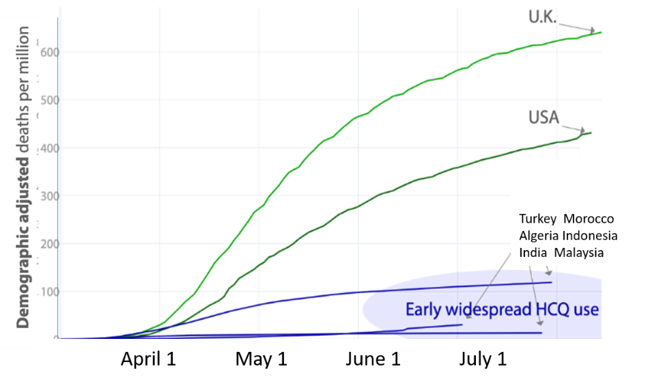 U.K.
Demographic adjusted deaths per million
600
500
USA
400
300
Turkey Morocco
Algeria Indonesia
India Malaysia
200
100
Early widespread HCQ use
April 1 May 1 June 1 July 1